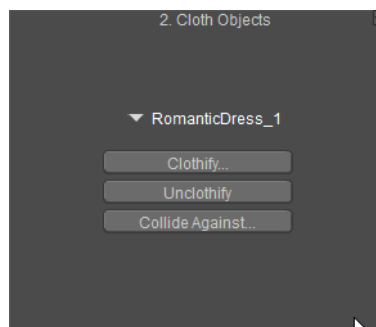 2. Cloth Objects
RomanticDress_1
Clothify...
Unclothify
Collide Against...